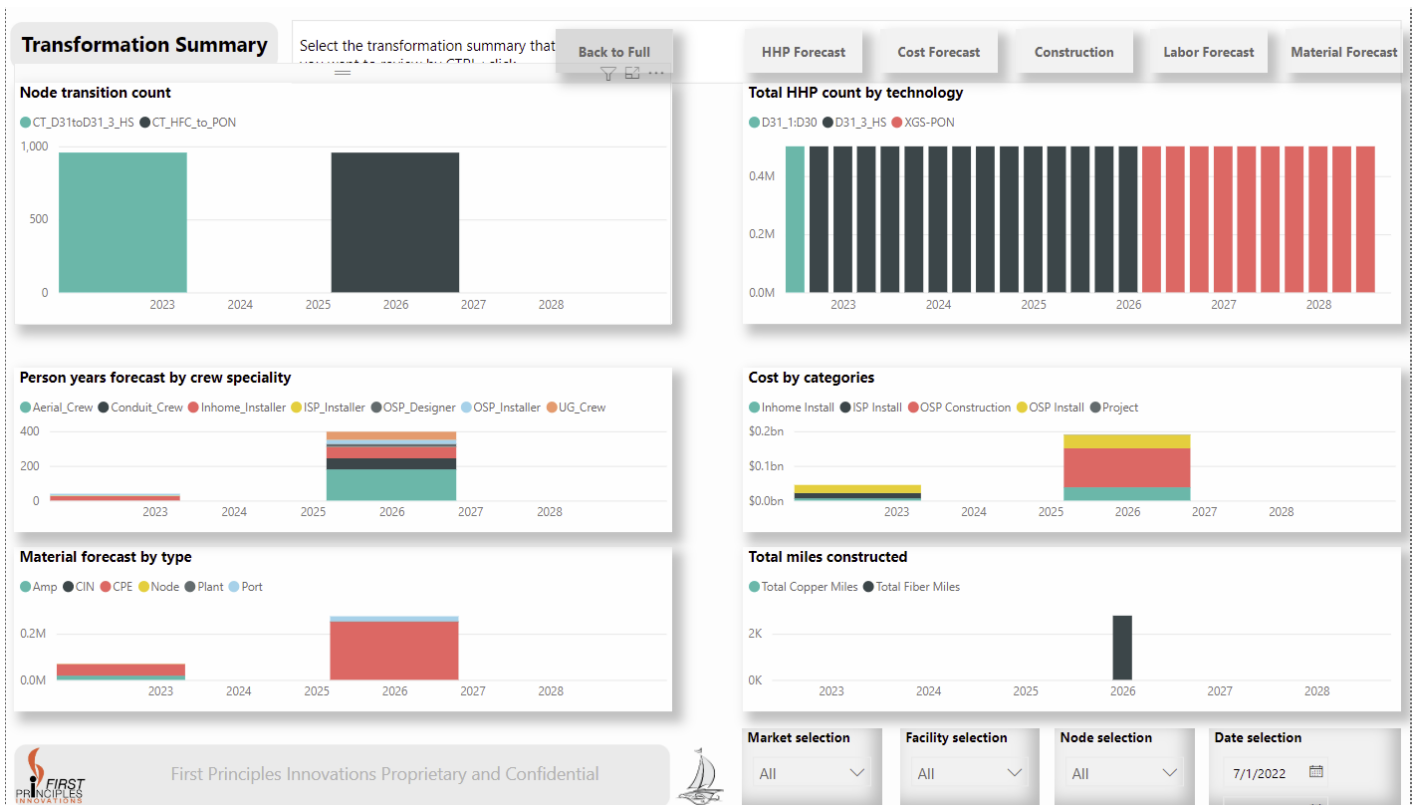 Transformation Summary
Select the transformation summary that
you want to review by CTRL+click
Back to Full
HHP Forecast
Cost Forecast
Construction
Labor Forecast
Material Forecast
Node transition count
CT_D31toD31_3_HS CT_HFC_to_PON
1,000
500
0
2023 2024 2025 2026 2027 2028
Total HHP count by technology
D31_1:D30 D31_3_HS XGS-PON
0.4M
0.2M
0.0M
2023 2024 2025 2026 2027 2028
Person years forecast by crew speciality
Aerial_Crew Conduit_Crew Inhome_Installer ISP_Installer OSP_Designer OSP_Installer UG_Crew
400
200
0
2023 2024 2025 2026 2027 2028
Cost by categories
Inhome Install ISP Install OSP Construction OSP Install Project
$0.2bn
$0.1bn
$0.0bn
2023 2024 2025 2026 2027 2028
Material forecast by type
Amp CIN CPE Node Plant Port
0.2M
0.0M
2023 2024 2025 2026 2027 2028
Total miles constructed
Total Copper Miles Total Fiber Miles
2K
0K
2023 2024 2025 2026 2027 2028
FIRST
PRINCIPLES
INNOVATIONS
First Principles Innovations Proprietary and Confidential
Market selection
All
Facility selection
All
Node selection
All
Date selection
7/1/2022